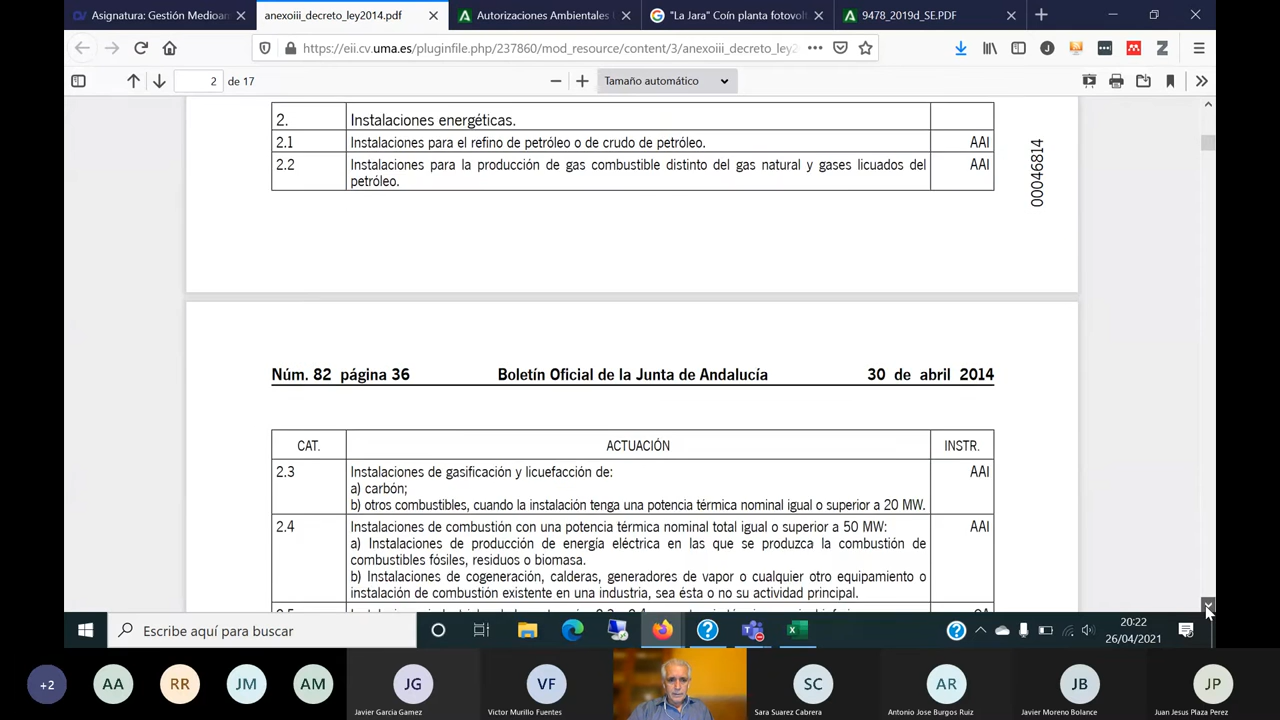 Asignatura: Gestión Medioam
anexoiii_decreto_ley2014.pdf
Autorizaciones Ambientales
"La Jara" Coín planta fotovolt
9478_2019d_SE.PDF
https://eii.cv.uma.es/pluginfile.php/237860/mod_resource/content/3/anexoiii_decreto_ley2
2 de 17
Tamaño automático
2. Instalaciones energéticas.
2.1 Instalaciones para el refino de petróleo o de crudo de petróleo. AAI
2.2 Instalaciones para la producción de gas combustible distinto del gas natural y gases licuados del AAI
petróleo.
00046814
Núm. 82 página 36 Boletín Oficial de la Junta de Andalucía 30 de abril 2014
CAT. ACTUACIÓN INSTR.
2.3 Instalaciones de gasificación y licuefacción de: AAI
a) carbón;
b) otros combustibles, cuando la instalación tenga una potencia térmica nominal igual o superior a 20 MW.
2.4 Instalaciones de combustión con una potencia térmica nominal total igual o superior a 50 MW: AAI
a) Instalaciones de producción de energía eléctrica en las que se produzca la combustión de
combustibles fósiles, residuos o biomasa.
b) Instalaciones de cogeneración, calderas, generadores de vapor o cualquier otro equipamiento o
instalación de combustión existente en una industria, sea ésta o no su actividad principal.
Escribe aquí para buscar
20:22
26/04/2021
+2 AA RR JM AM JG VF SC AR JB JP
Javier Garcia Gamez
Victor Murillo Fuentes
Sara Suarez Cabrera
Antonio Jose Burgos Ruiz
Javier Moreno Bolance
Juan Jesus Plaza Perez